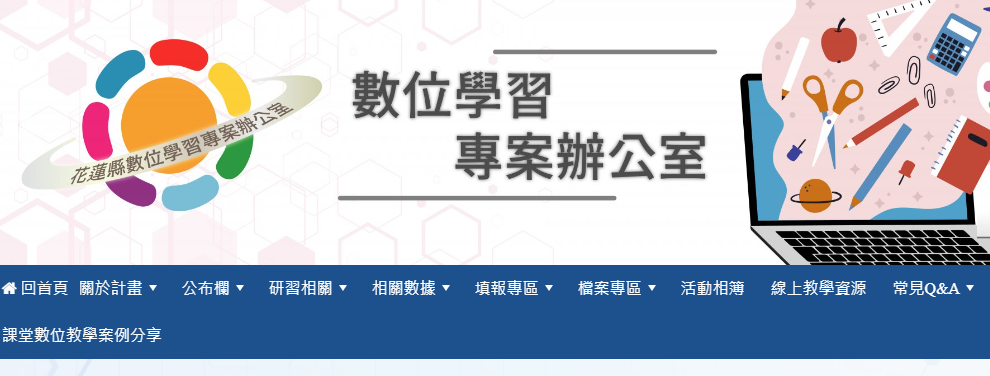 花蓮縣數位學習專案辦公室
數位學習
專案辦公室
回首頁 關於計畫 公布欄 研習相關 相關數據 填報專區 檔案專區 活動相簿 線上教學資源 常見Q&A
課堂數位教學案例分享